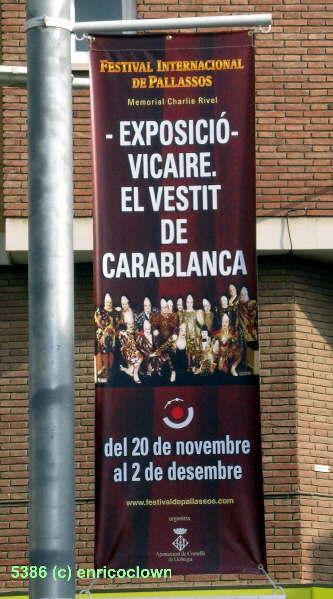 FESTIVAL INTERNACIONAL
DE PALLASSOS
Memorial Charlie Rivel
- EXPOSICIÓ-
VICAIRE.
EL VESTIT
DE
CARABLANCA
del 20 de novembre
al 2 de desembre
www.festivaldepallassos.com
organitza
Ajuntament de Cornellà
de Llobregat
5386 (c) enricoclown